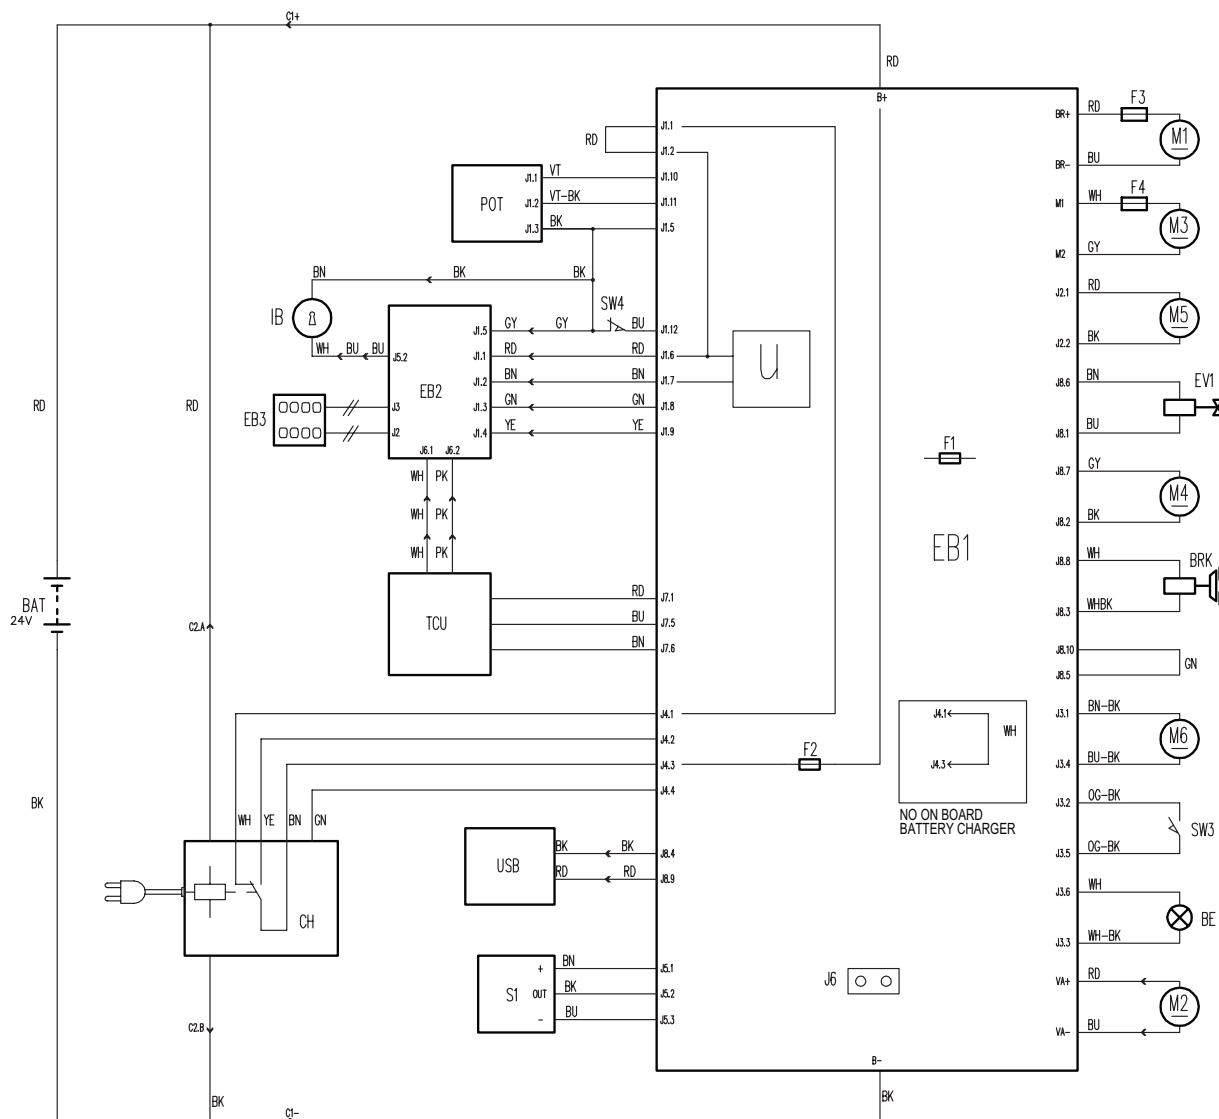 C1+
RD
B+
BR+ RD F3
M1
BR- BU
M1 WH F4
M3
M2 GY
J2.1 RD
M5
J2.2 BK
J8.6 BN
EV1
J8.1 BU
J8.7 GY
M4
J8.2 BK
J8.8 WH
BRK
J8.3 WHBK
J8.10
GN
J8.5
J3.1 BN-BK
M6
J3.4 BU-BK
J3.2 OG-BK
SW3
J3.5 OG-BK
J3.6 WH
BE
J3.3 WH-BK
VA+ RD
M2
VA- BU
J1.1
RD
J1.2
POT
J1.1 VT J1.10
J1.2 VT-BK J1.11
J1.3 BK J1.5
BN BK BK
IB
SW4
J1.5 GY GY BU J1.12
WH BU BU J5.2
J1.1 RD RD J1.6
J1.2 BN BN J1.7
J1.3 GN GN J1.8
J1.4 YE YE J1.9
U
EB2
EB3
J3
J2
J6.1 J6.2
WH PK
WH PK
WH PK
TCU
RD J7.1
BU J7.5
BN J7.6
F1
EB1
RD
RD
BAT
24V
C2.A
BK
J4.1
J4.2
J4.3
J4.4
F2
J4.1
WH
J4.3
NO ON BOARD
BATTERY CHARGER
WH YE BN GN
CH
USB
BK BK J8.4
RD RD J8.9
S1
+ BN J5.1
OUT BK J5.2
- BU J5.3
J6
C2.B
BK
C1-
B-
BK